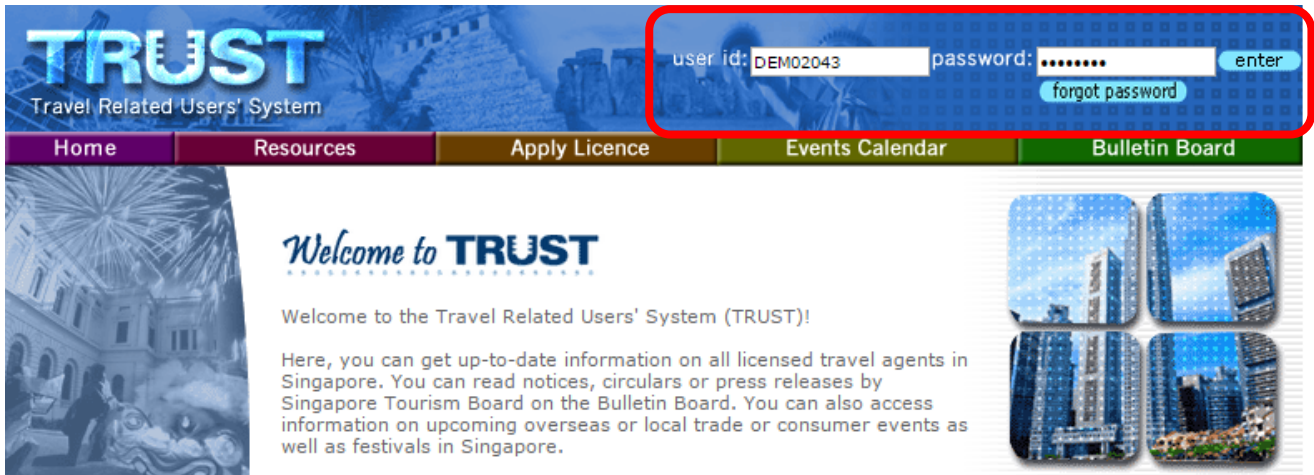 TRUST
Travel Related Users' System
user id: DEM02043 password: •••••••• enter
forgot password
Home Resources Apply Licence Events Calendar Bulletin Board
Welcome to TRUST
Welcome to the Travel Related Users' System (TRUST)!
Here, you can get up-to-date information on all licensed travel agents in
Singapore. You can read notices, circulars or press releases by
Singapore Tourism Board on the Bulletin Board. You can also access
information on upcoming overseas or local trade or consumer events as
well as festivals in Singapore.